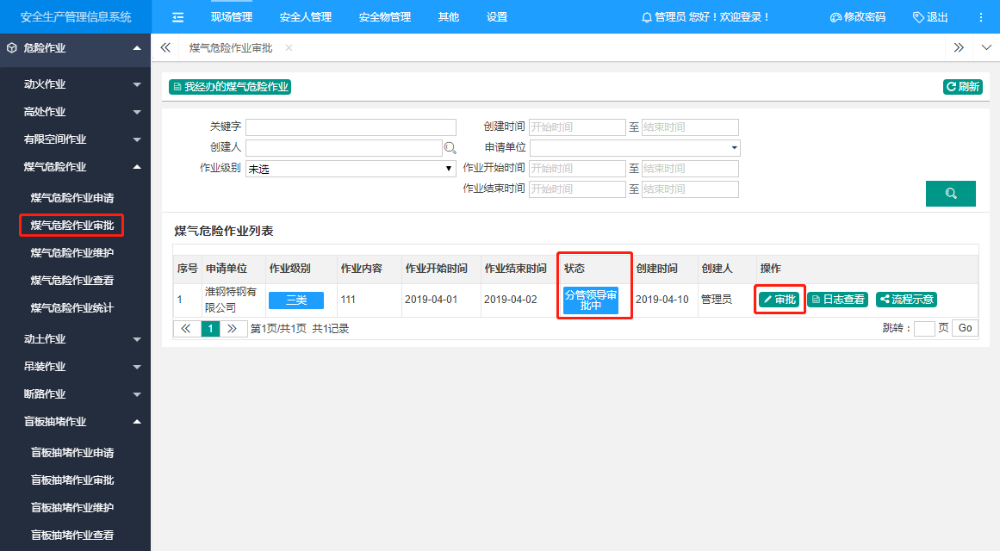 安全生产管理信息系统
现场管理 安全人管理 安全物管理 其他 设置 管理员 您好！欢迎登录！ 修改密码 退出
危险作业
动火作业
高处作业
有限空间作业
煤气危险作业
煤气危险作业申请
煤气危险作业审批
煤气危险作业维护
煤气危险作业查看
煤气危险作业统计
动土作业
吊装作业
断路作业
盲板抽堵作业
盲板抽堵作业申请
盲板抽堵作业审批
盲板抽堵作业维护
盲板抽堵作业查看
煤气危险作业审批
我经办的煤气危险作业 刷新
关键字 创建时间 开始时间 至 结束时间
创建人 申请单位
作业级别 未选 作业开始时间 开始时间 至 结束时间
作业结束时间 开始时间 至 结束时间
煤气危险作业列表
序号 申请单位 作业级别 作业内容 作业开始时间 作业结束时间 状态 创建时间 创建人 操作
1 淮钢特钢有限公司 三类 111 2019-04-01 2019-04-02 分管领导审批中 2019-04-10 管理员 审批 日志查看 流程示意
1 第1页/共1页 共1记录 跳转： 页 Go